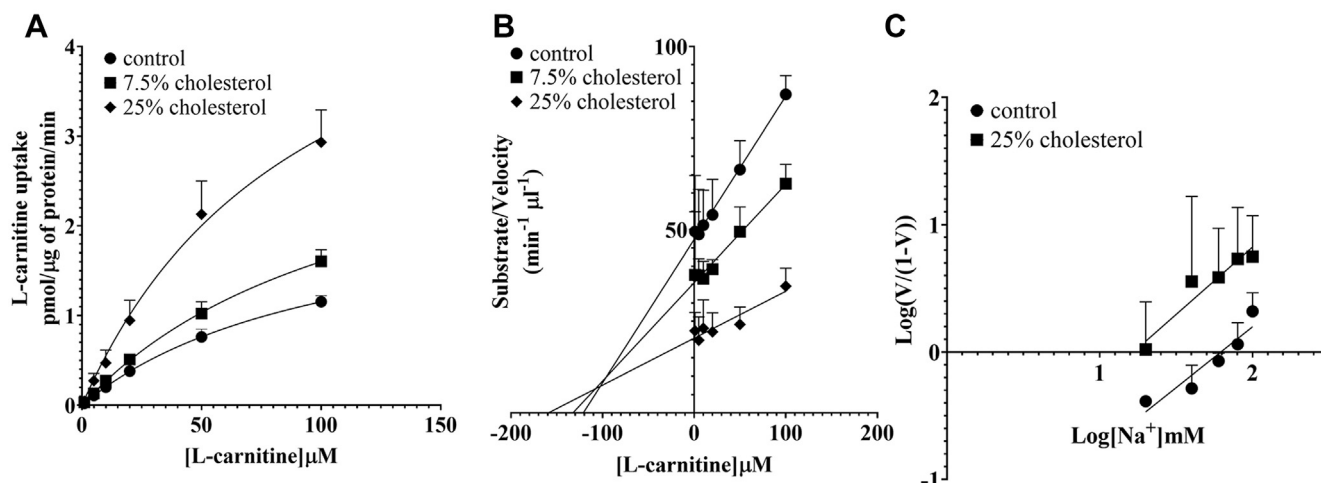 A
4
3
2
1
0
L-carnitine uptake
pmol/μg of protein/min
control
7.5% cholesterol
25% cholesterol
0
50
100
150
[L-carnitine]μM
B
100
50
Substrate/Velocity
(min⁻¹ μl⁻¹)
control
7.5% cholesterol
25% cholesterol
-200
-100
0
100
200
[L-carnitine]μM
C
2
1
0
-1
Log(V/(1-V))
control
25% cholesterol
1
2
Log[Na⁺]mM